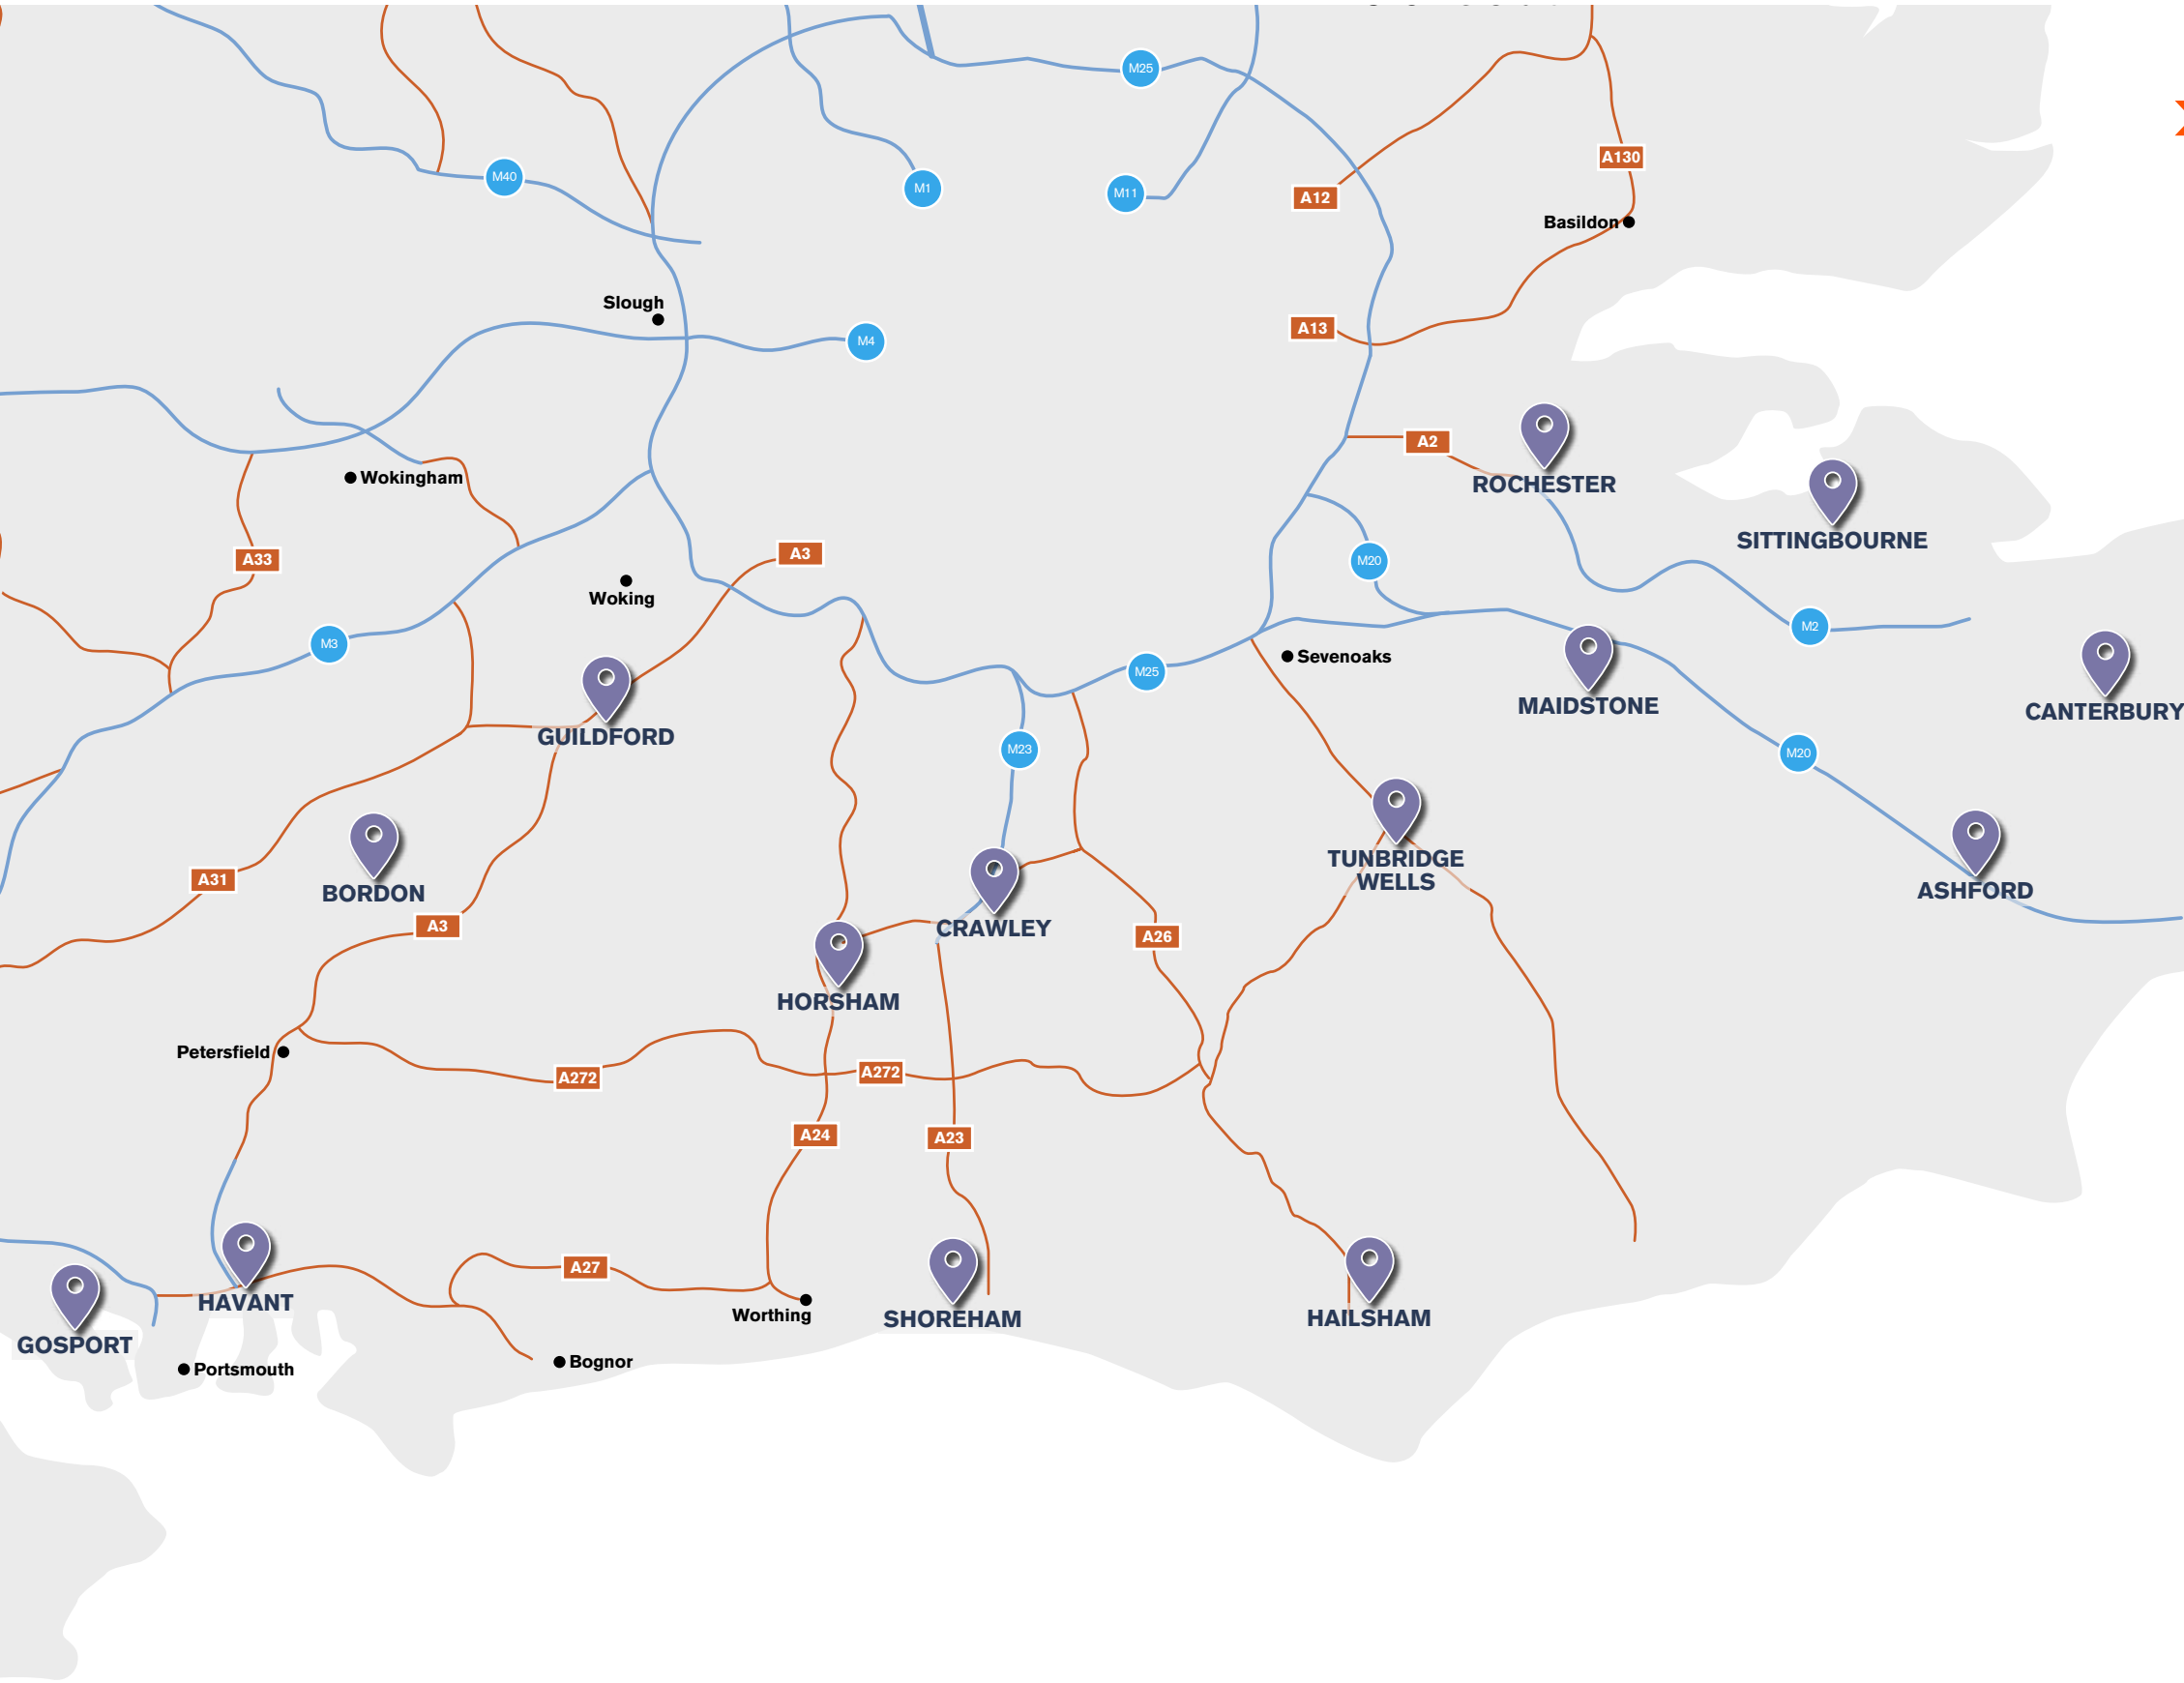 M25
A130
M40
M1
M11
A12
Basildon
Slough
A13
M4
A2
ROCHESTER
Wokingham
SITTINGBOURNE
A33
A3
M20
Woking
M2
M3
Sevenoaks
M25
MAIDSTONE
CANTERBURY
GUILDFORD
M23
M20
TUNBRIDGE
WELLS
A31
BORDON
ASHFORD
A3
CRAWLEY
A26
HORSHAM
Petersfield
A272
A272
A24
A23
A27
HAVANT
Worthing
SHOREHAM
HAILSHAM
GOSPORT
Portsmouth
Bognor